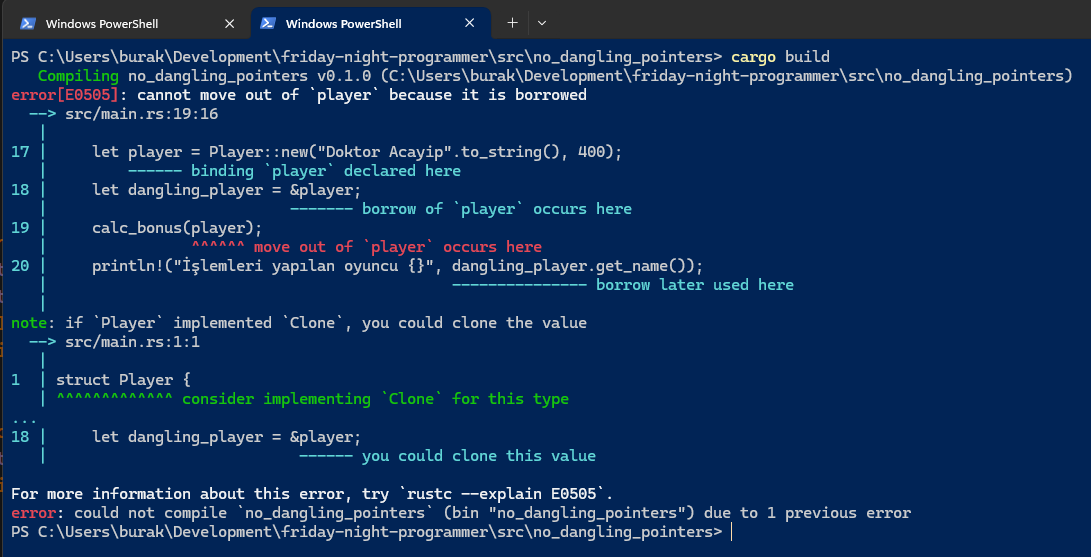 Windows PowerShell
Windows PowerShell
PS C:\Users\burak\Development\friday-night-programmer\src\no_dangling_pointers> cargo build
   Compiling no_dangling_pointers v0.1.0 (C:\Users\burak\Development\friday-night-programmer\src\no_dangling_pointers)
error[E0505]: cannot move out of `player` because it is borrowed
  --> src/main.rs:19:16
   |
17 |     let player = Player::new("Doktor Acayip".to_string(), 400);
   |         ------ binding `player` declared here
18 |     let dangling_player = &player;
   |                           ------- borrow of `player` occurs here
19 |     calc_bonus(player);
   |                ^^^^^^ move out of `player` occurs here
20 |     println!("İşlemleri yapılan oyuncu {}", dangling_player.get_name());
   |                                             --------------- borrow later used here
   |
note: if `Player` implemented `Clone`, you could clone the value
  --> src/main.rs:1:1
   |
1  | struct Player {
   | ^^^^^^^^^^^^^ consider implementing `Clone` for this type
...
18 |     let dangling_player = &player;
   |                            ------ you could clone this value

For more information about this error, try `rustc --explain E0505`.
error: could not compile `no_dangling_pointers` (bin "no_dangling_pointers") due to 1 previous error
PS C:\Users\burak\Development\friday-night-programmer\src\no_dangling_pointers>